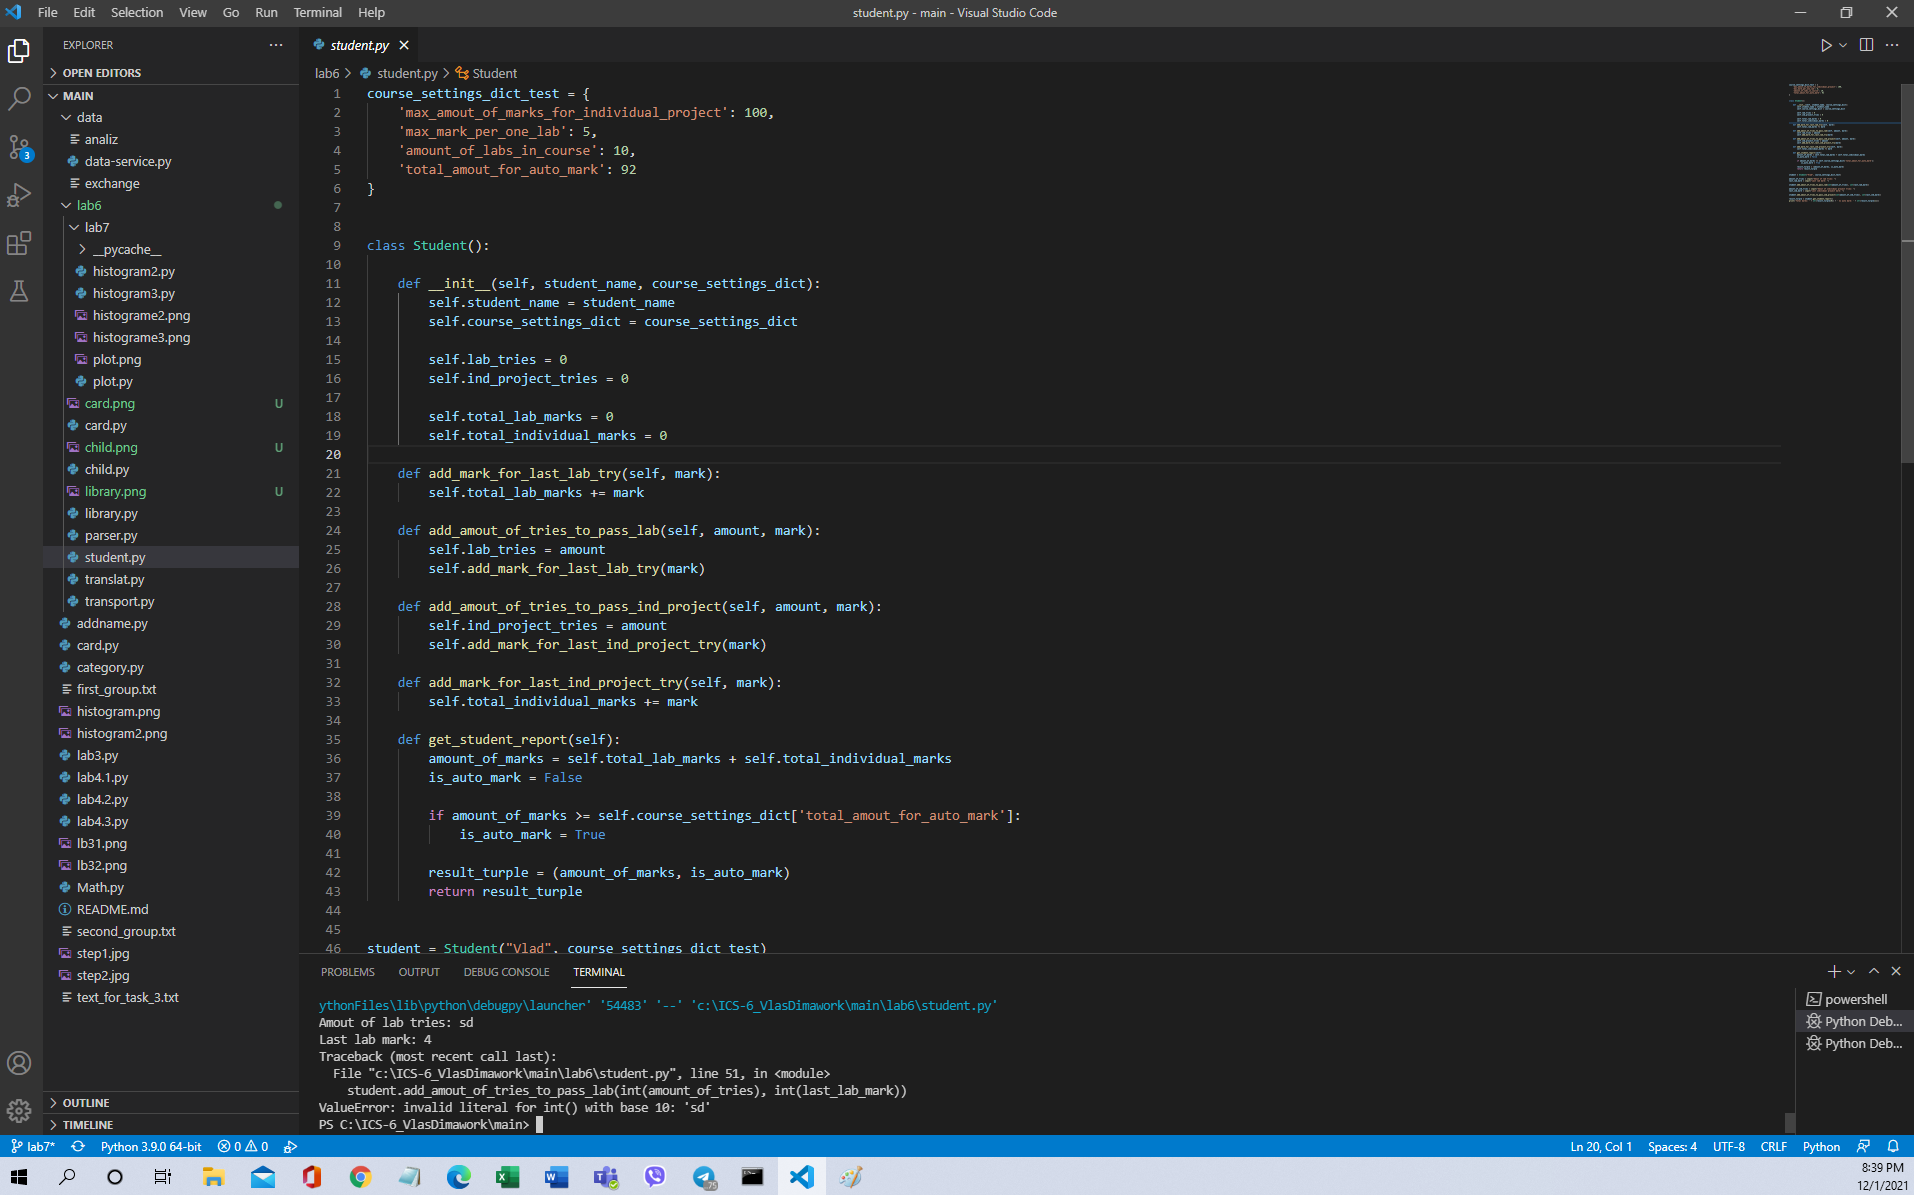 File Edit Selection View Go Run Terminal Help
student.py - main - Visual Studio Code
EXPLORER
OPEN EDITORS
MAIN
data
analiz
data-service.py
exchange
lab6
lab7
__pycache__
histogram2.py
histogram3.py
histograme2.png
histograme3.png
plot.png
plot.py
card.png U
card.py
child.png U
child.py
library.png U
library.py
parser.py
student.py
translat.py
transport.py
addname.py
card.py
category.py
first_group.txt
histogram.png
histogram2.png
lab3.py
lab4.1.py
lab4.2.py
lab4.3.py
lb31.png
lb32.png
Math.py
README.md
second_group.txt
step1.jpg
step2.jpg
text_for_task_3.txt
OUTLINE
TIMELINE
3
student.py
lab6 > student.py > Student
1 course_settings_dict_test = {
2 'max_amout_of_marks_for_individual_project': 100,
3 'max_mark_per_one_lab': 5,
4 'amount_of_labs_in_course': 10,
5 'total_amout_for_auto_mark': 92
6 }
7
8
9 class Student():
10
11 def __init__(self, student_name, course_settings_dict):
12 self.student_name = student_name
13 self.course_settings_dict = course_settings_dict
14
15 self.lab_tries = 0
16 self.ind_project_tries = 0
17
18 self.total_lab_marks = 0
19 self.total_individual_marks = 0
20
21 def add_mark_for_last_lab_try(self, mark):
22 self.total_lab_marks += mark
23
24 def add_amout_of_tries_to_pass_lab(self, amount, mark):
25 self.lab_tries = amount
26 self.add_mark_for_last_lab_try(mark)
27
28 def add_amout_of_tries_to_pass_ind_project(self, amount, mark):
29 self.ind_project_tries = amount
30 self.add_mark_for_last_ind_project_try(mark)
31
32 def add_mark_for_last_ind_project_try(self, mark):
33 self.total_individual_marks += mark
34
35 def get_student_report(self):
36 amount_of_marks = self.total_lab_marks + self.total_individual_marks
37 is_auto_mark = False
38
39 if amount_of_marks >= self.course_settings_dict['total_amout_for_auto_mark']:
40 is_auto_mark = True
41
42 result_turple = (amount_of_marks, is_auto_mark)
43 return result_turple
44
45
46 student = Student("Vlad", course_settings_dict_test)
PROBLEMS OUTPUT DEBUG CONSOLE TERMINAL
ythonFiles\lib\python\debugpy\launcher' '54483' '--' 'c:\ICS-6_VlasDimawork\main\lab6\student.py'
Amout of lab tries: sd
Last lab mark: 4
Traceback (most recent call last):
File "c:\ICS-6_VlasDimawork\main\lab6\student.py", line 51, in <module>
student.add_amout_of_tries_to_pass_lab(int(amount_of_tries), int(last_lab_mark))
ValueError: invalid literal for int() with base 10: 'sd'
PS C:\ICS-6_VlasDimawork\main>
powershell
Python Deb...
Python Deb...
lab7* Python 3.9.0 64-bit 0 0
Ln 20, Col 1 Spaces: 4 UTF-8 CRLF Python
8:39 PM
12/1/2021